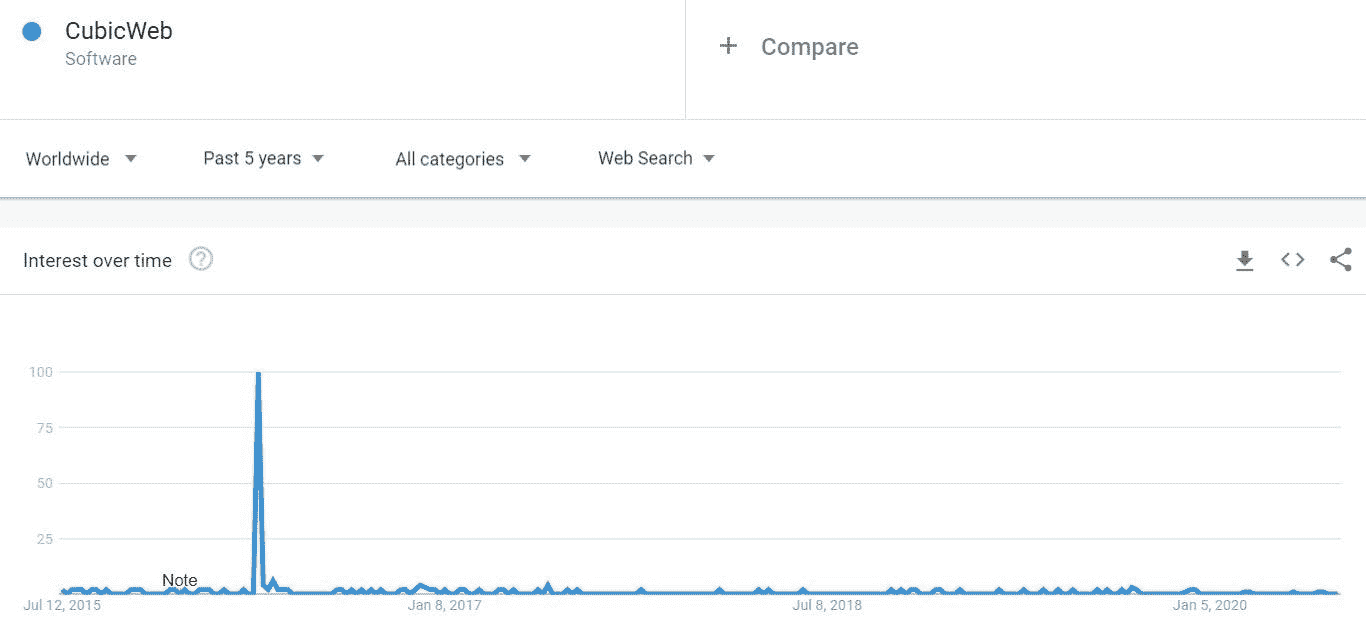 CubicWeb
Software
+ Compare
Worldwide
Past 5 years
All categories
Web Search
Interest over time ?
100
75
50
25
Note
Jul 12, 2015
Jan 8, 2017
Jul 8, 2018
Jan 5, 2020